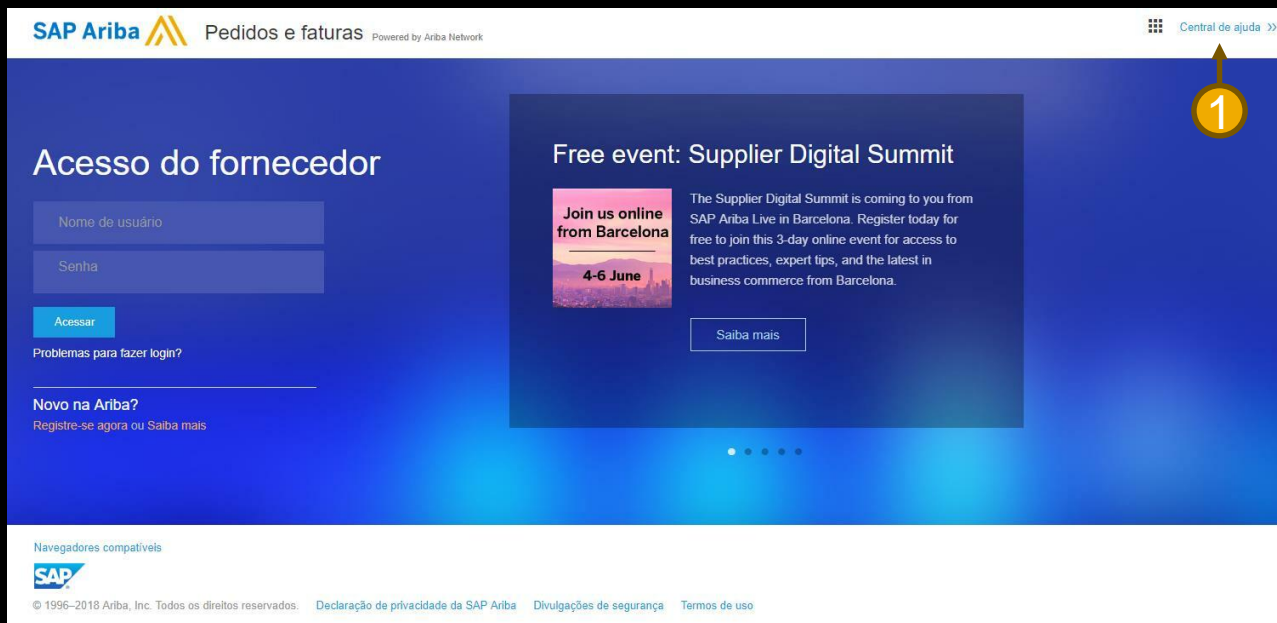 SAP Ariba Pedidos e faturas Powered by Ariba Network
Central de ajuda >>
1
Acesso do fornecedor
Nome de usuário
Senha
Acessar
Problemas para fazer login?
Novo na Ariba?
Registre-se agora ou Saiba mais
Free event: Supplier Digital Summit
Join us online
from Barcelona
4-6 June
The Supplier Digital Summit is coming to you from
SAP Ariba Live in Barcelona. Register today for
free to join this 3-day online event for access to
best practices, expert tips, and the latest in
business commerce from Barcelona.
Saiba mais
Navegadores compatíveis
SAP
© 1996–2018 Ariba, Inc. Todos os direitos reservados. Declaração de privacidade da SAP Ariba Divulgações de segurança Termos de uso